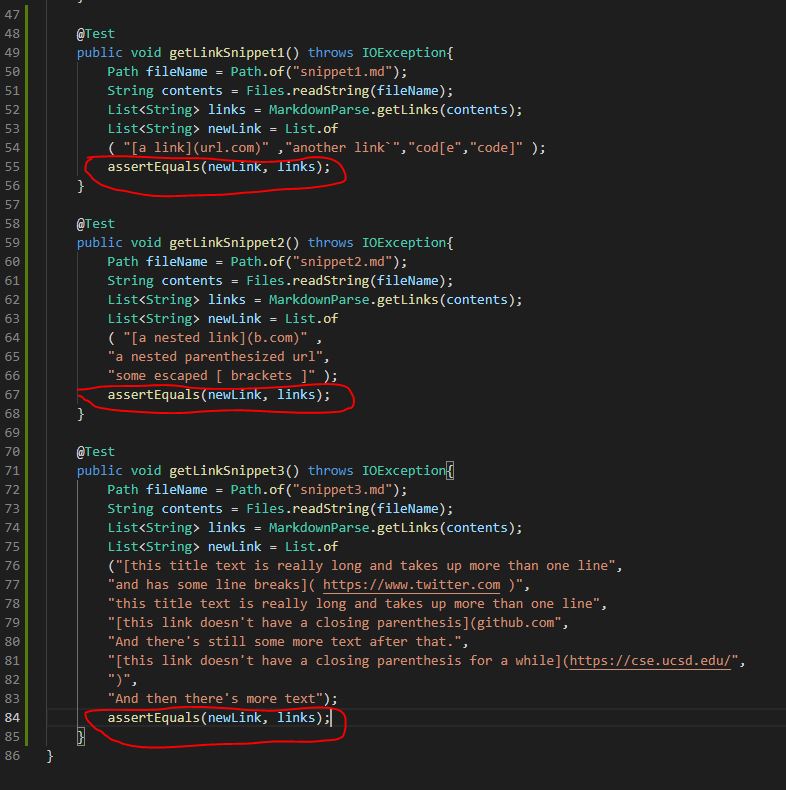 47
48 @Test
49 public void getLinkSnippet1() throws IOException{
50 Path fileName = Path.of("snippet1.md");
51 String contents = Files.readString(fileName);
52 List<String> links = MarkdownParse.getLinks(contents);
53 List<String> newLink = List.of
54 ( "[a link](url.com)" ,"another link`","cod[e","code]" );
55 assertEquals(newLink, links);
56 }
57
58 @Test
59 public void getLinkSnippet2() throws IOException{
60 Path fileName = Path.of("snippet2.md");
61 String contents = Files.readString(fileName);
62 List<String> links = MarkdownParse.getLinks(contents);
63 List<String> newLink = List.of
64 ( "[a nested link](b.com)" ,
65 "a nested parenthesized url",
66 "some escaped [ brackets ]" );
67 assertEquals(newLink, links);
68 }
69
70 @Test
71 public void getLinkSnippet3() throws IOException{
72 Path fileName = Path.of("snippet3.md");
73 String contents = Files.readString(fileName);
74 List<String> links = MarkdownParse.getLinks(contents);
75 List<String> newLink = List.of
76 ("[this title text is really long and takes up more than one line",
77 "and has some line breaks]( https://www.twitter.com )",
78 "this title text is really long and takes up more than one line",
79 "[this link doesn't have a closing parenthesis](github.com",
80 "And there's still some more text after that.",
81 "[this link doesn't have a closing parenthesis for a while](https://cse.ucsd.edu/",
82 ")",
83 "And then there's more text");
84 assertEquals(newLink, links);
85 }
86 }